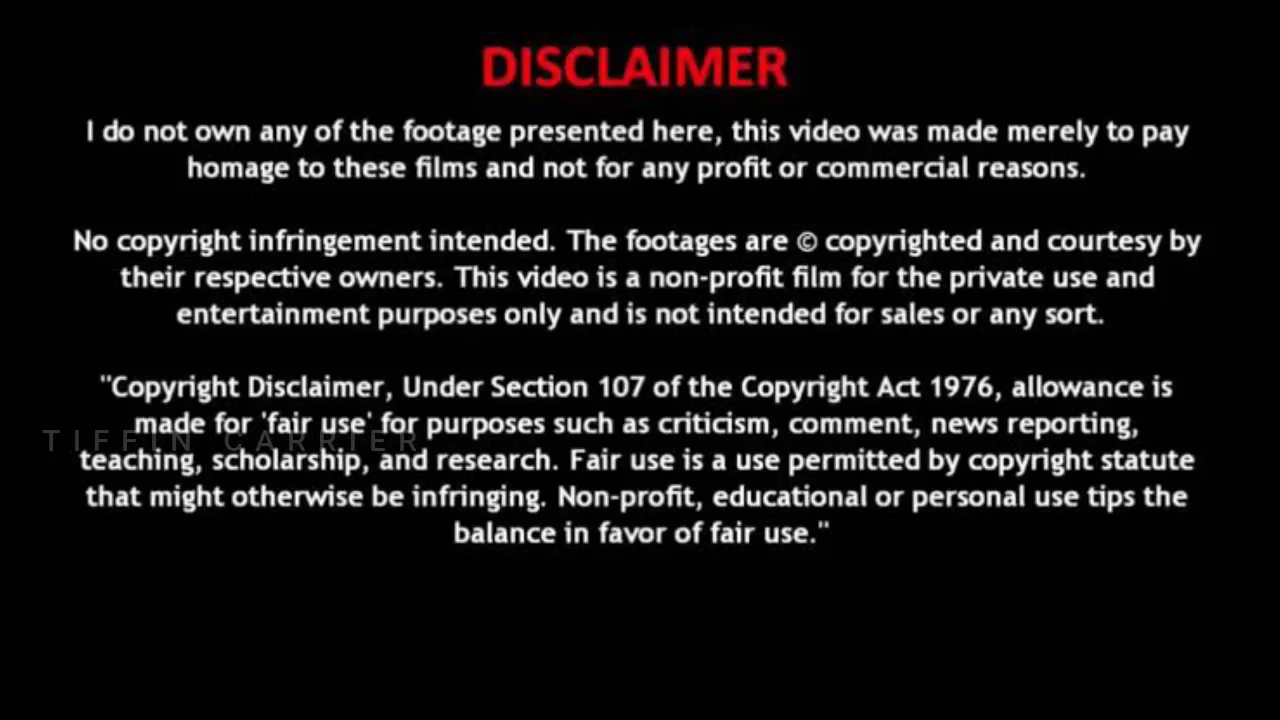 DISCLAIMER
I do not own any of the footage presented here, this video was made merely to pay
homage to these films and not for any profit or commercial reasons.
No copyright infringement intended. The footages are © copyrighted and courtesy by
their respective owners. This video is a non-profit film for the private use and
entertainment purposes only and is not intended for sales or any sort.
"Copyright Disclaimer, Under Section 107 of the Copyright Act 1976, allowance is
made for 'fair use' for purposes such as criticism, comment, news reporting,
TIFFIN CARRIER
teaching, scholarship, and research. Fair use is a use permitted by copyright statute
that might otherwise be infringing. Non-profit, educational or personal use tips the
balance in favor of fair use."